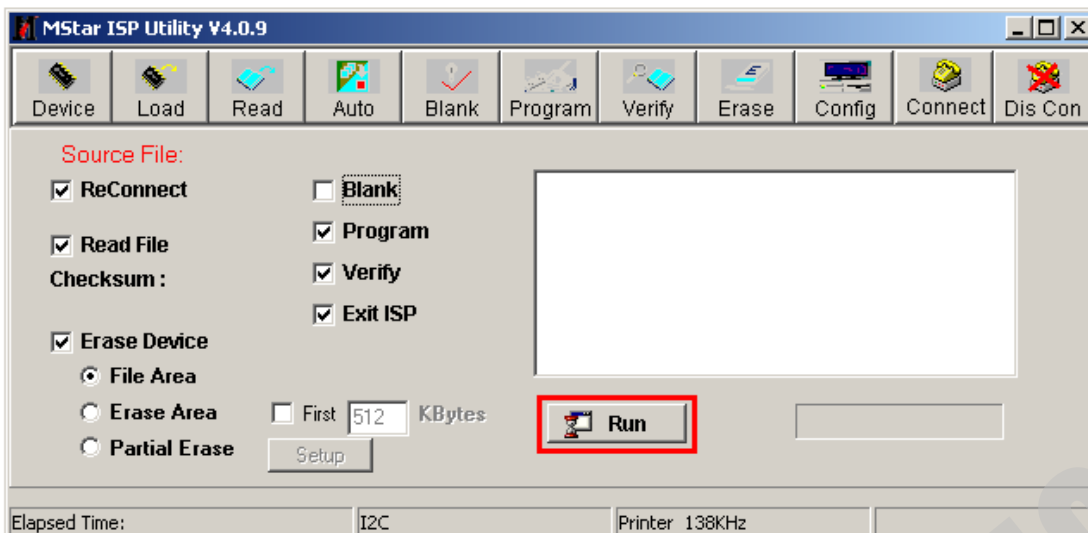 MStar ISP Utility V4.0.9
Device Load Read Auto Blank Program Verify Erase Config Connect Dis Con
Source File:
ReConnect
Blank
Read File
Program
Checksum :
Verify
Exit ISP
Erase Device
File Area
Erase Area
First 512 KBytes
Run
Partial Erase
Setup
Elapsed Time:
I2C
Printer 138KHz